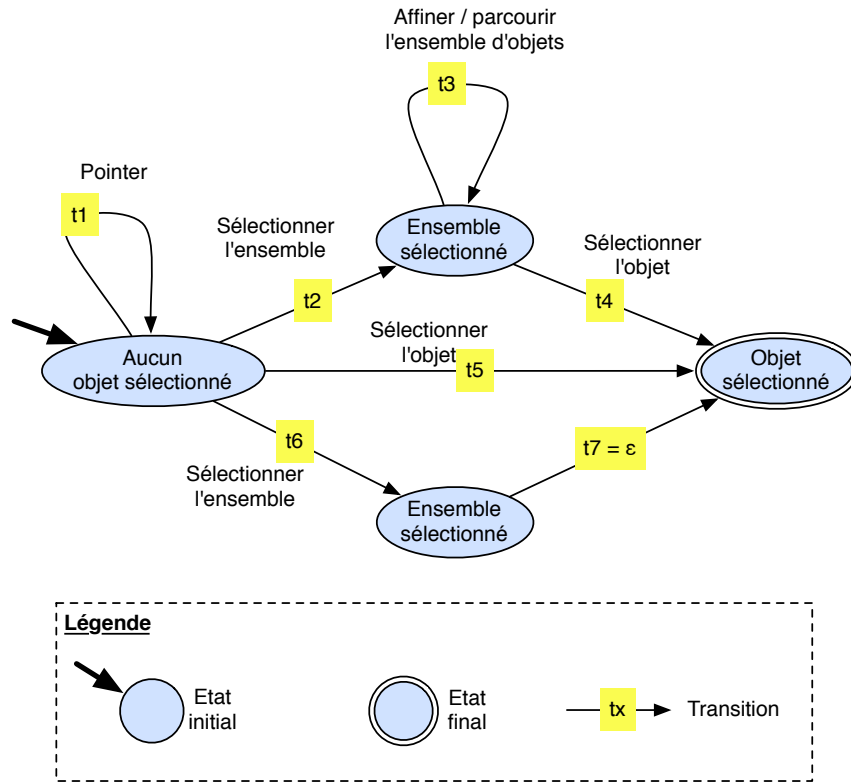 Affiner / parcourir
l'ensemble d'objets
t3
Pointer
t1
Sélectionner
l'ensemble
Ensemble
sélectionné
Sélectionner
l'objet
t2
t4
Sélectionner
l'objet
Aucun
objet sélectionné
t5
Objet
sélectionné
t6
t7 = ε
Sélectionner
l'ensemble
Ensemble
sélectionné
Légende
Etat
initial
Etat
final
tx
Transition